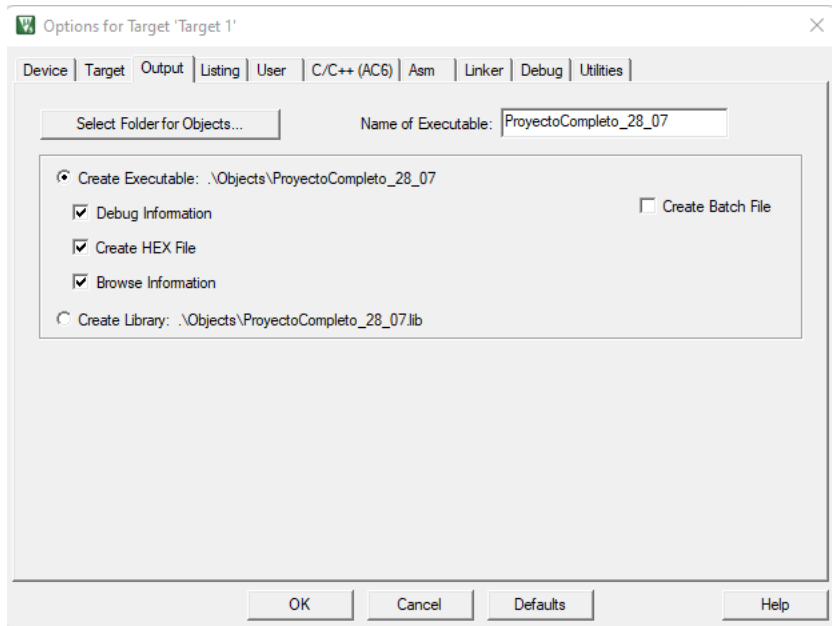 Options for Target 'Target 1'
Device Target Output Listing User C/C++ (AC6) Asm Linker Debug Utilities
Select Folder for Objects... Name of Executable: ProyectoCompleto_28_07
Create Executable: .\Objects\ProyectoCompleto_28_07
Debug Information Create Batch File
Create HEX File
Browse Information
Create Library: .\Objects\ProyectoCompleto_28_07.lib
OK Cancel Defaults Help